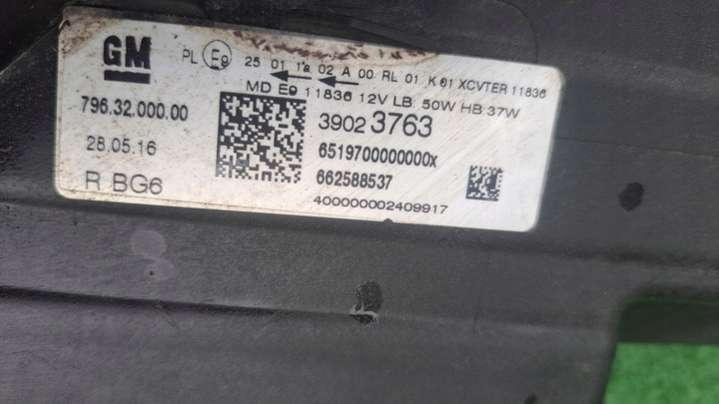 GM
PL E9 25 01 1a 02 A 00 RL 01 K 01 XCVTER 11836
MD E9 11836 12V LB 50W HB 37W
796.32.000.00
39023763
28.05.16
6519700000000x
R BG6
662588537
400000002409917